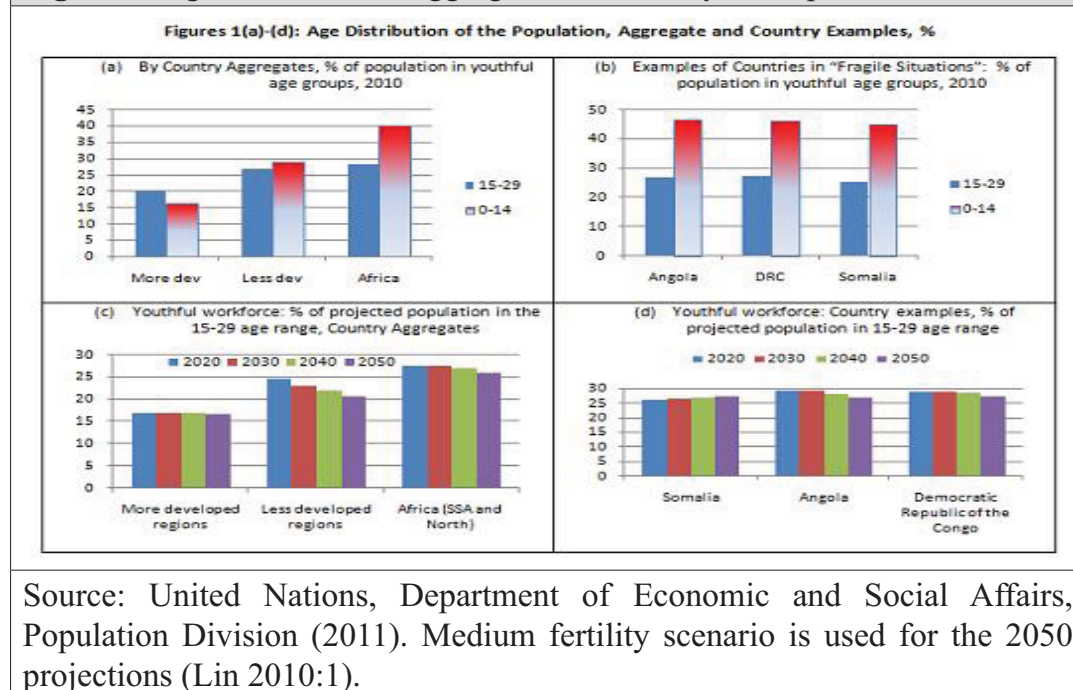 Figures 1(a)-(d): Age Distribution of the Population, Aggregate and Country Examples, %
(a) By Country Aggregates, % of population in youthful
age groups, 2010
45
40
35
30
25
20
15
10
5
0
More dev Less dev Africa
15-29
0-14
(b) Examples of Countries in "Fragile Situations": % of
population in youthful age groups, 2010
50
40
30
20
10
0
Angola DRC Somalia
15-29
0-14
(c) Youthful workforce: % of projected population in the
15-29 age range, Country Aggregates
30
25
20
15
10
5
0
2020 2030 2040 2050
More developed
regions
Less developed
regions
Africa (SSA and
North)
(d) Youthful workforce: Country examples, % of
projected population in 15-29 age range
2020 2030 2040 2050
30
25
20
15
10
5
0
Somalia Angola Democratic
Republic of the
Congo
Source: United Nations, Department of Economic and Social Affairs,
Population Division (2011). Medium fertility scenario is used for the 2050
projections (Lin 2010:1).